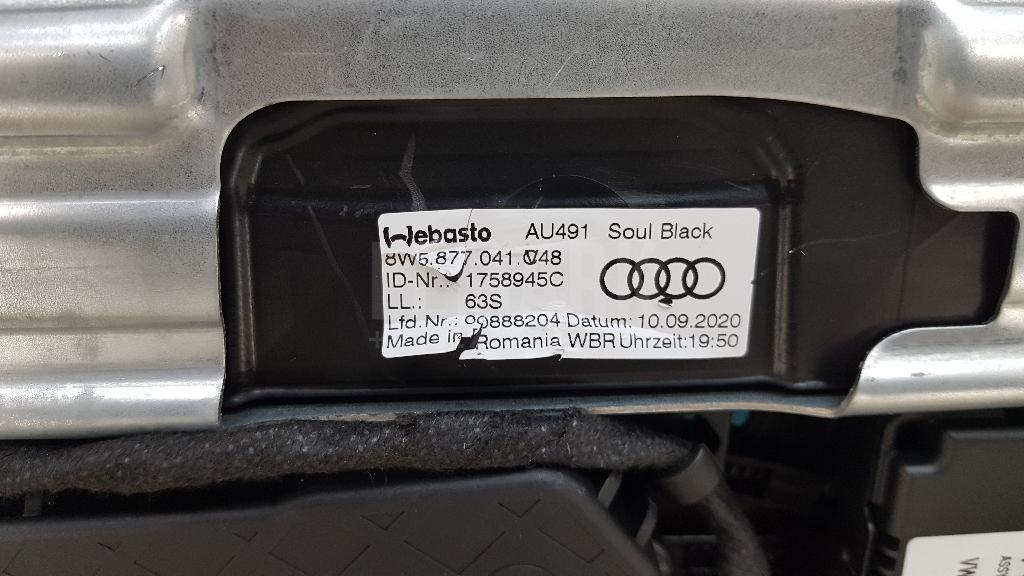 Webasto AU491 Soul Black
8W5.877.041.C48
ID-Nr.: 1758945C
LL.: 63S
Lfd.Nr.: 99888204 Datum: 10.09.2020
Made in Romania WBR Uhrzeit:19:50